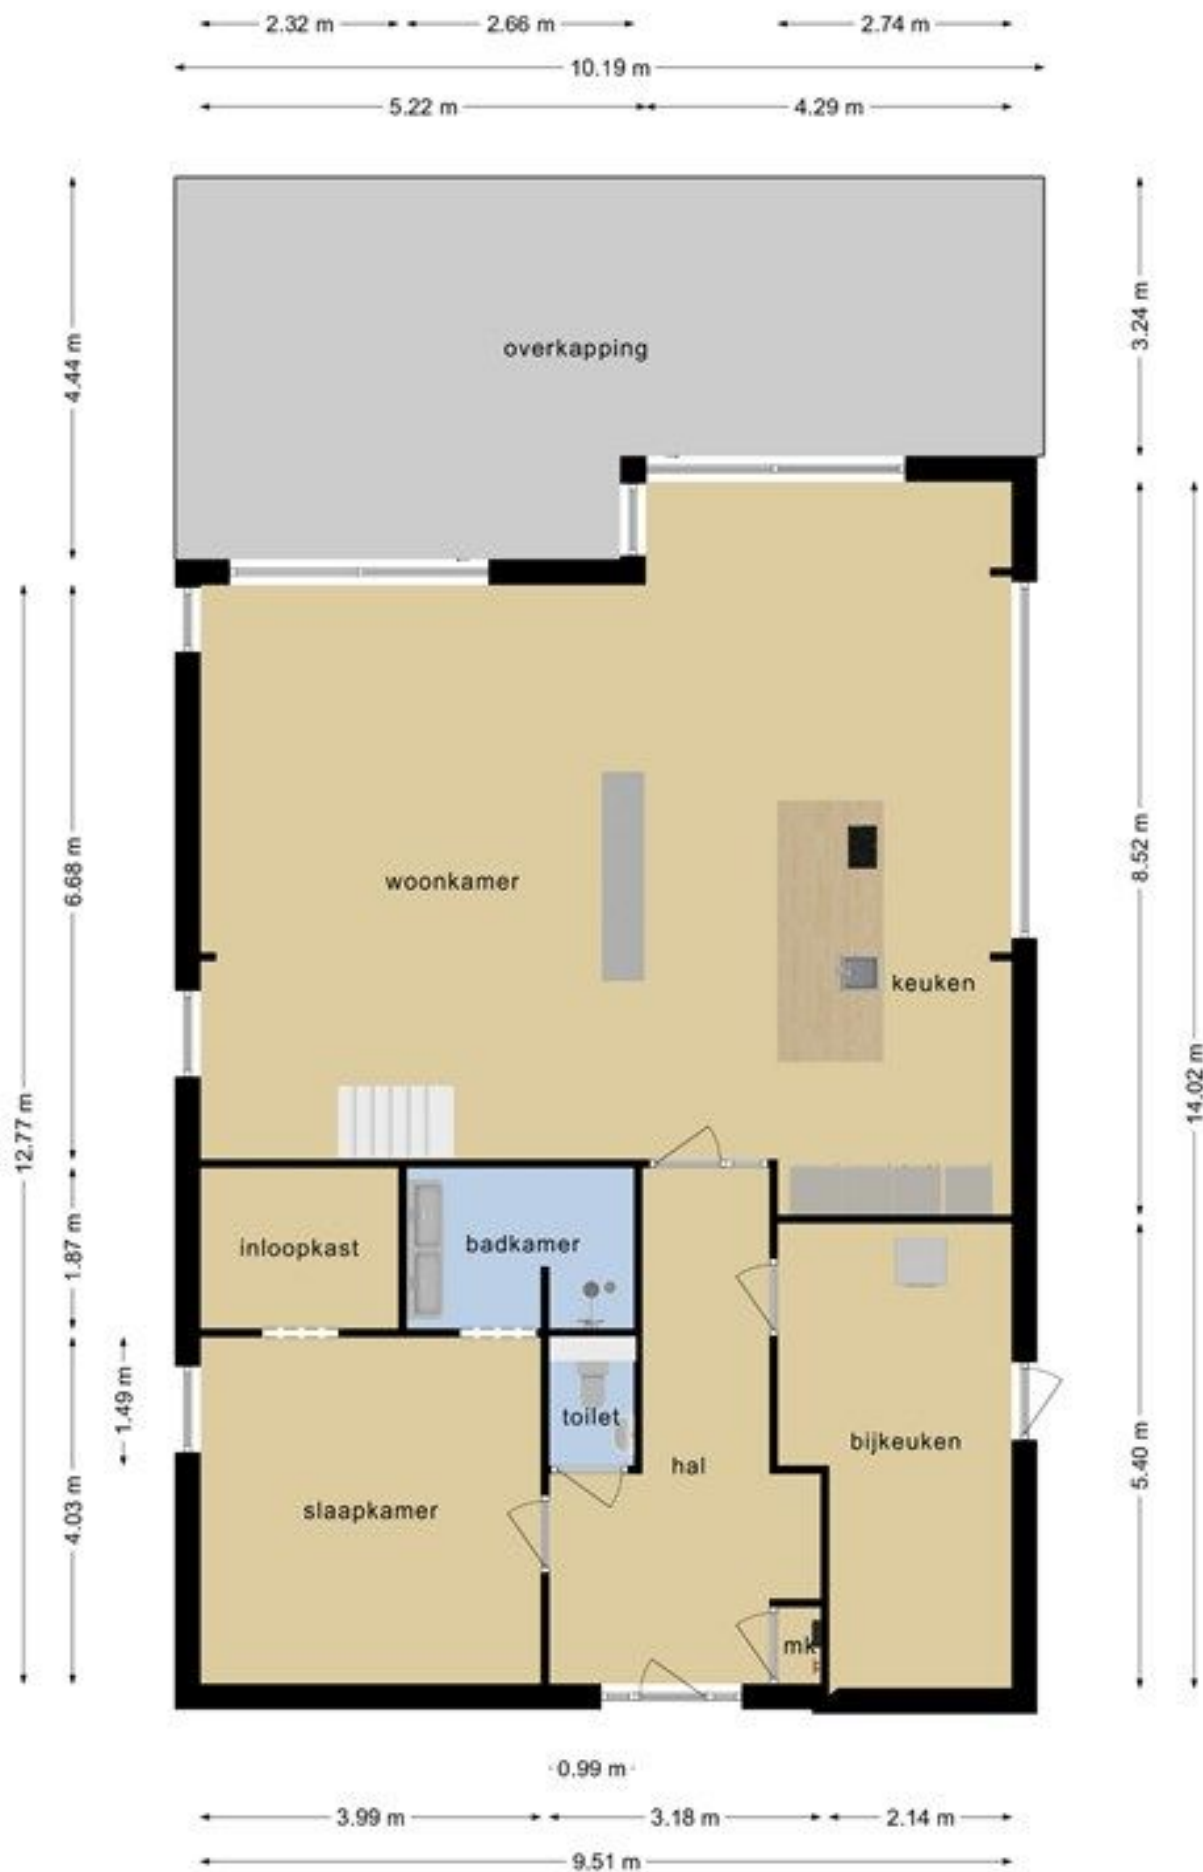 2.32 m
2.66 m
2.74 m
10.19 m
5.22 m
4.29 m
4.44 m
3.24 m
overkapping
6.68 m
8.52 m
woonkamer
keuken
12.77 m
14.02 m
1.87 m
inloopkast
badkamer
1.49 m
toilet
hal
bijkeuken
5.40 m
4.03 m
slaapkamer
mk
0.99 m
3.99 m
3.18 m
2.14 m
9.51 m